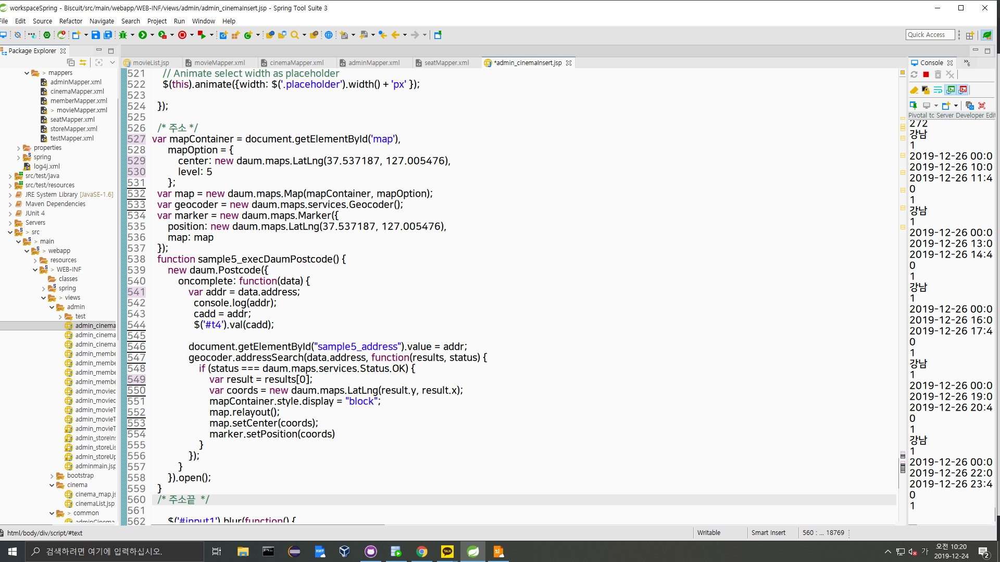 workspaceSpring - Biscuit/src/main/webapp/WEB-INF/views/admin/admin_cinemaInsert.jsp - Spring Tool Suite 3
File Edit Source Refactor Navigate Search Project Run Window Help
Quick Access
Package Explorer
mappers
adminMapper.xml
cinemaMapper.xml
memberMapper.xml
> movieMapper.xml
seatMapper.xml
storeMapper.xml
testMapper.xml
properties
spring
log4j.xml
src/test/java
src/test/resources
JRE System Library [JavaSE-1.6]
Maven Dependencies
JUnit 4
Servers
> src
> main
> webapp
resources
> WEB-INF
classes
spring
> views
admin
test
admin_cinema
admin_cinema
admin_cinema
admin_membe
admin_membe
admin_membe
admin_membe
admin_moviec
admin_moviec
admin_movieT
admin_movieT
admin_movieT
admin_storeIns
admin_storeLis
admin_storeUp
adminmain.jsp
bootstrap
cinema
cinema_map.js
cinemaList.jsp
> common
adminCinema
movieList.jsp movieMapper.xml cinemaMapper.xml adminMapper.xml seatMapper.xml *admin_cinemaInsert.jsp
521 // Animate select width as placeholder
522 $(this).animate({width: $('.placeholder').width() + 'px' });
523
524 });
525
526 /* 주소 */
527 var mapContainer = document.getElementById('map'),
528 mapOption = {
529 center: new daum.maps.LatLng(37.537187, 127.005476),
530 level: 5
531 };
532 var map = new daum.maps.Map(mapContainer, mapOption);
533 var geocoder = new daum.maps.services.Geocoder();
534 var marker = new daum.maps.Marker({
535 position: new daum.maps.LatLng(37.537187, 127.005476),
536 map: map
537 });
538 function sample5_execDaumPostcode() {
539 new daum.Postcode({
540 oncomplete: function(data) {
541 var addr = data.address;
542 console.log(addr);
543 cadd = addr;
544 $('#t4').val(cadd);
545
546 document.getElementById("sample5_address").value = addr;
547 geocoder.addressSearch(data.address, function(results, status) {
548 if (status === daum.maps.services.Status.OK) {
549 var result = results[0];
550 var coords = new daum.maps.LatLng(result.y, result.x);
551 mapContainer.style.display = "block";
552 map.relayout();
553 map.setCenter(coords);
554 marker.setPosition(coords)
555 }
556 });
557 }
558 }).open();
559 }
560 /* 주소끝 */
561
562 $('#input1').blur(function() {
Console
6
Pivotal tc Server Developer Edit
272
강남
1
2019-12-26 00:0
2019-12-26 10:0
2019-12-26 11:4
0
1
강남
1
2019-12-26 00:0
2019-12-26 13:0
2019-12-26 14:4
0
1
강남
1
2019-12-26 00:0
2019-12-26 16:0
2019-12-26 17:4
0
1
강남
1
2019-12-26 00:0
2019-12-26 19:0
2019-12-26 20:4
0
1
강남
1
2019-12-26 00:0
2019-12-26 22:0
2019-12-26 23:4
0
1
html/body/div/script/#text Writable Smart Insert 560 : ... 18769
검색하려면 여기에 입력하십시오.
HWP
TALK
가
오전 10:20
2019-12-24
2